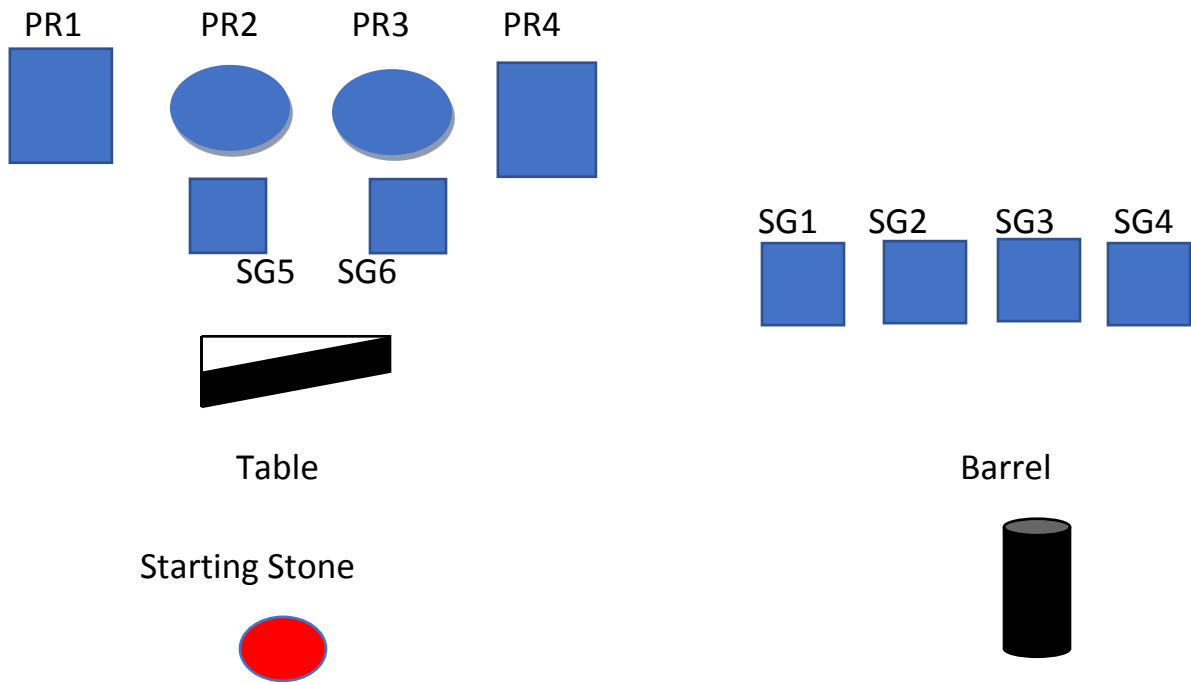 PR1 PR2 PR3 PR4
SG1 SG2 SG3 SG4
SG5 SG6
Table Barrel
Starting Stone